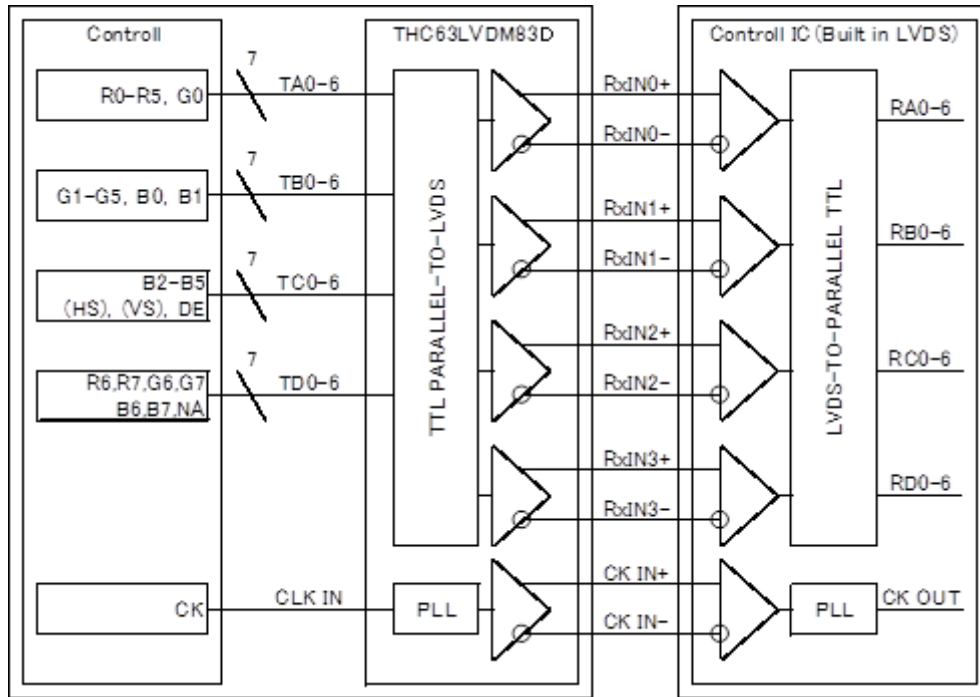 Controll
THC63LVDM83D
Controll IC (Built in LVDS)
7
R0-R5, G0
TA0-6
RxIN0+
RxIN0-
RA0-6
7
G1-G5, B0, B1
TB0-6
RxIN1+
RxIN1-
RB0-6
7
B2-B5
(HS), (VS), DE
TC0-6
RxIN2+
RxIN2-
RC0-6
7
R6,R7,G6,G7
B6,B7,NA
TD0-6
RxIN3+
RxIN3-
RD0-6
TTL PARALLEL-TO-LVDS
LVDS-TO-PARALLEL TTL
CK
CLK IN
PLL
CK IN+
CK IN-
PLL
CK OUT